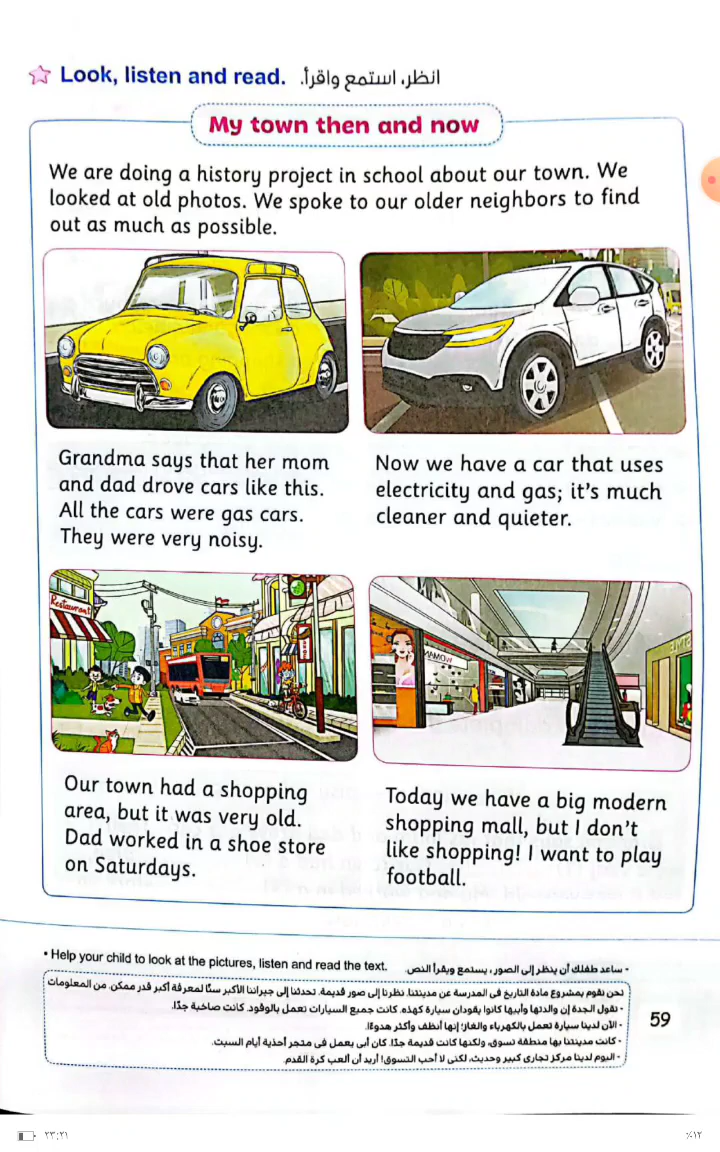 Look, listen and read. انظر، استمع واقرأ.
My town then and now
We are doing a history project in school about our town. We
looked at old photos. We spoke to our older neighbors to find
out as much as possible.
Grandma says that her mom
and dad drove cars like this.
All the cars were gas cars.
They were very noisy.
Now we have a car that uses
electricity and gas; it's much
cleaner and quieter.
Restaurant
SHOES
WOMAN
STYLE
Our town had a shopping
area, but it was very old.
Dad worked in a shoe store
on Saturdays.
Today we have a big modern
shopping mall, but I don't
like shopping! I want to play
football.
• Help your child to look at the pictures, listen and read the text. • ساعد طفلك أن ينظر إلى الصور، يستمع ويقرأ النص.
نحن نقوم بمشروع مادة التاريخ في المدرسة عن مدينتنا. نظرنا إلى صور قديمة. تحدثنا إلى جيراننا الأكبر سنًّا لمعرفة أكبر قدر ممكن من المعلومات
• تقول الجدة إن والدتها وأبيها كانوا يقودان سيارة كهذه. كانت جميع السيارات تعمل بالوقود. كانت صاخبة جدًا.
• الآن لدينا سيارة تعمل بالكهرباء والغاز؛ إنها أنظف وأكثر هدوءًا.
• كانت مدينتنا بها منطقة تسوق، ولكنها كانت قديمة جدًا. كان أبي يعمل في متجر أحذية أيام السبت.
• اليوم لدينا مركز تجاري كبير وحديث، لكني لا أحب التسوق! أريد أن ألعب كرة القدم.
59
٢٣:٢١
٪١٢